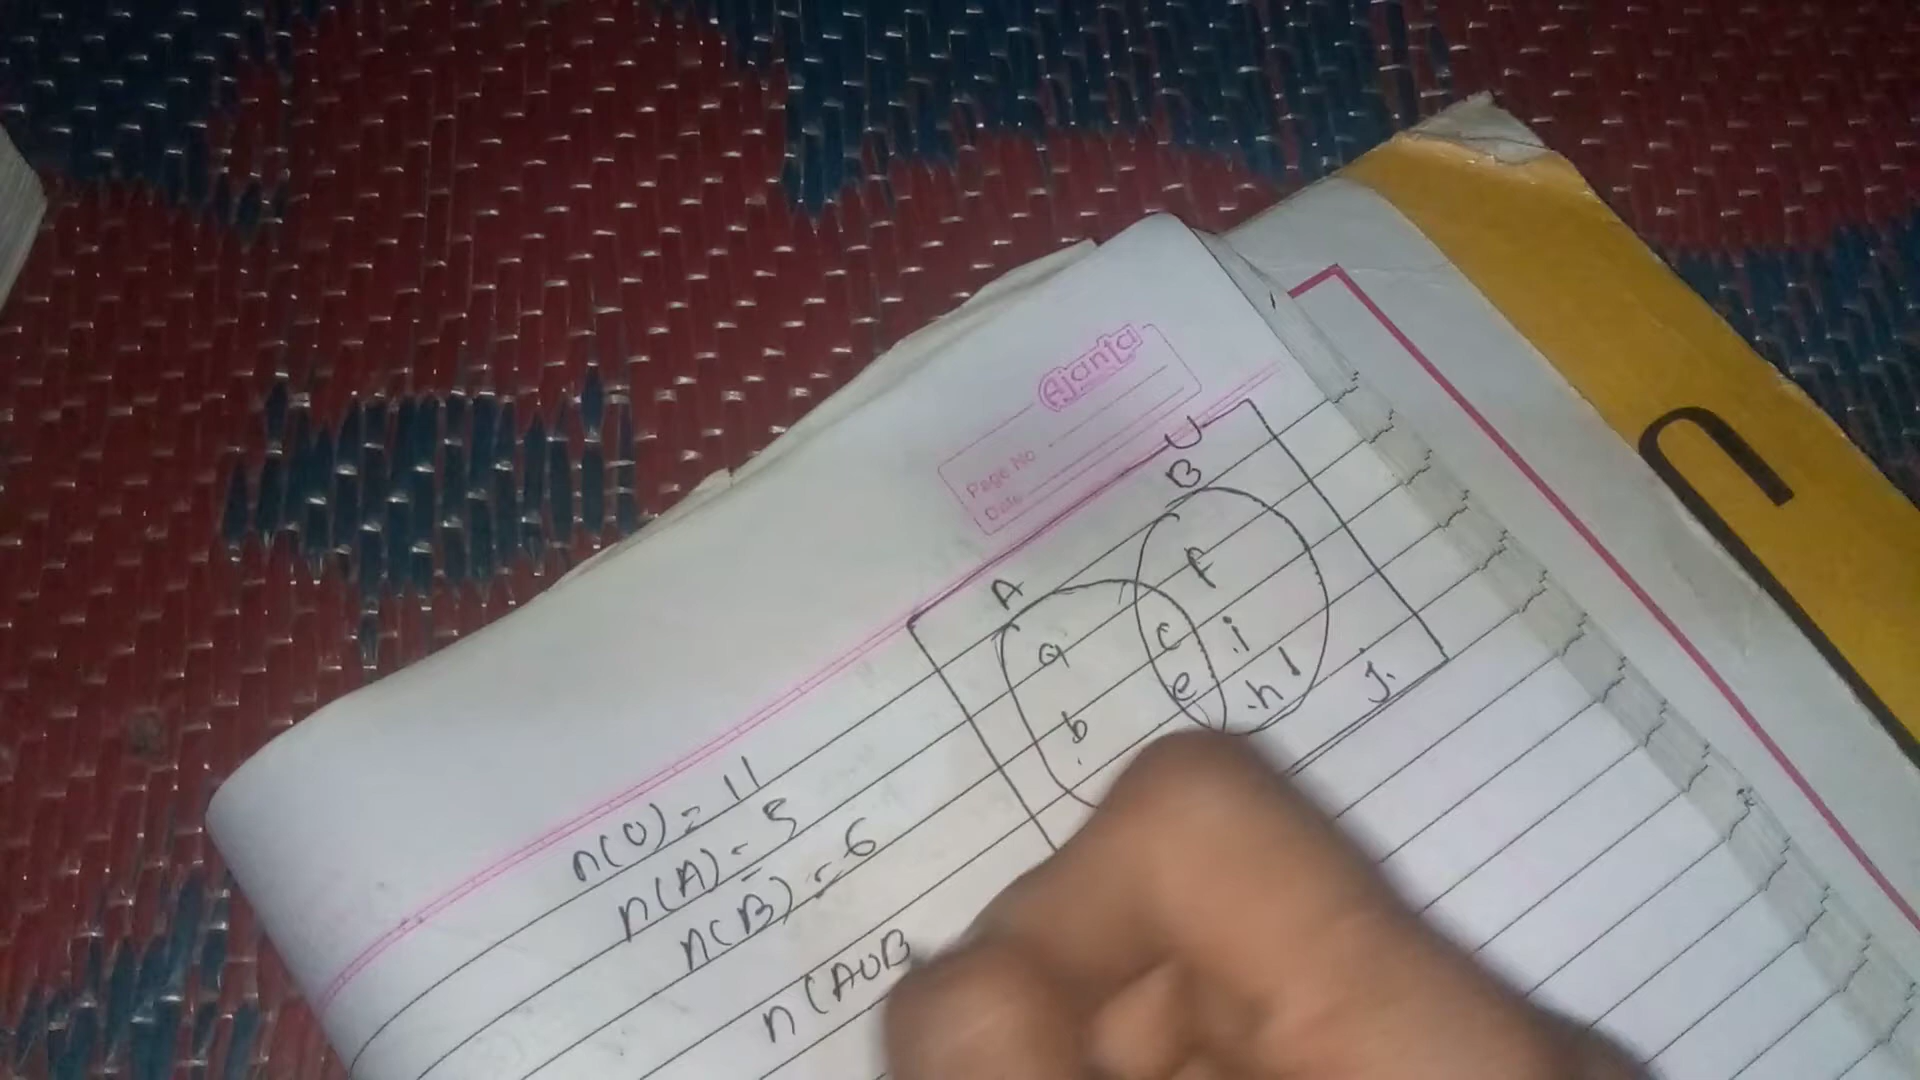 Ajanta
Page No
Date
U
A
B
a
b
c
e
f
i
h
l
j
n(U) = 11
n(A) = 5
n(B) = 6
n(AUB